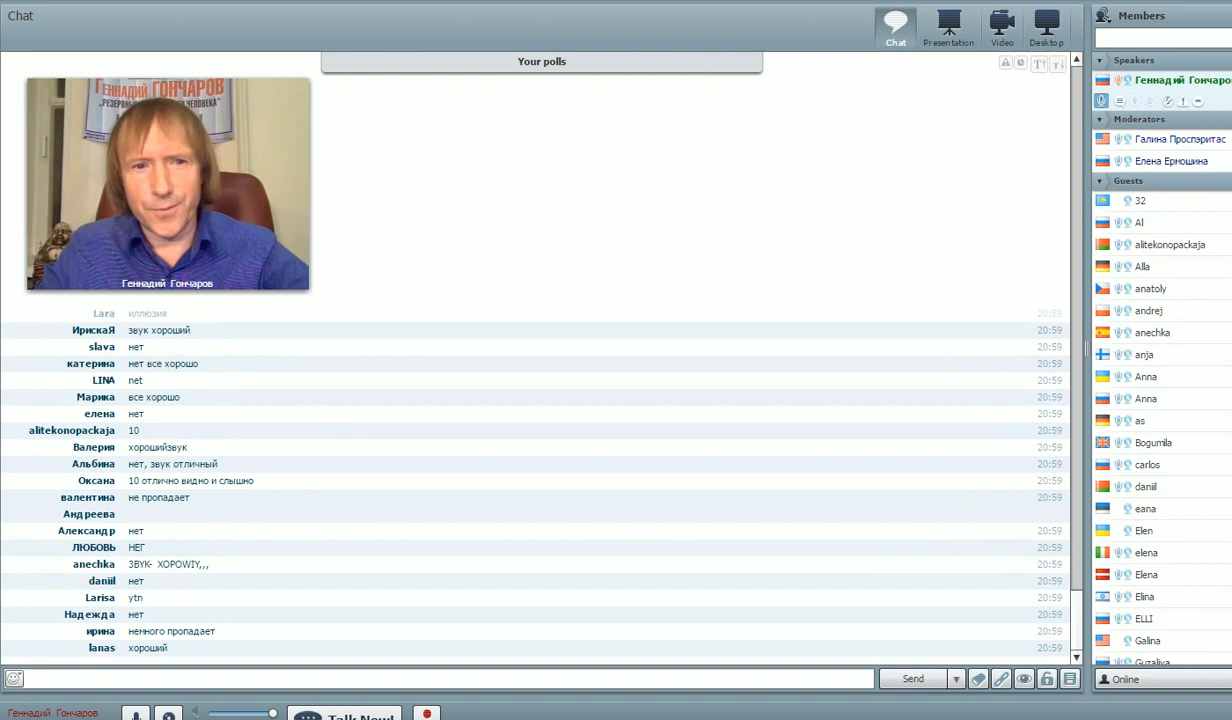 Chat
Chat
Presentation
Video
Desktop
Members
Your polls
ГЕННАДИЙ ГОНЧАРОВ
Геннадий Гончаров
Lara иллюзия 20:59
ИрискаЯ звук хороший 20:59
slava нет 20:59
катерина нет все хорошо 20:59
LINA net 20:59
Марика все хорошо 20:59
елена нет 20:59
alitekonopackaja 10 20:59
Валерия хорошийзвук 20:59
Альбина нет, звук отличный 20:59
Оксана 10 отлично видно и слышно 20:59
валентина не пропадает 20:59
Андреева
Александр нет 20:59
ЛЮБОВЬ НЕГ 20:59
anechka 3BYK- XOPOWIY,,, 20:59
daniil нет 20:59
Larisa ytn 20:59
Надежда нет 20:59
ирина немного пропадает 20:59
lanas хороший 20:59
Send
Геннадий Гончаров
Talk Now!
Speakers
Геннадий Гончаро
Moderators
Галина Проспэритас
Елена Ермошина
Guests
32
Al
alitekonopackaja
Alla
anatoly
andrej
anechka
anja
Anna
Anna
as
Bogumila
carlos
daniil
eana
Elen
elena
Elena
Elina
ELLI
Galina
Guzaliya
Online